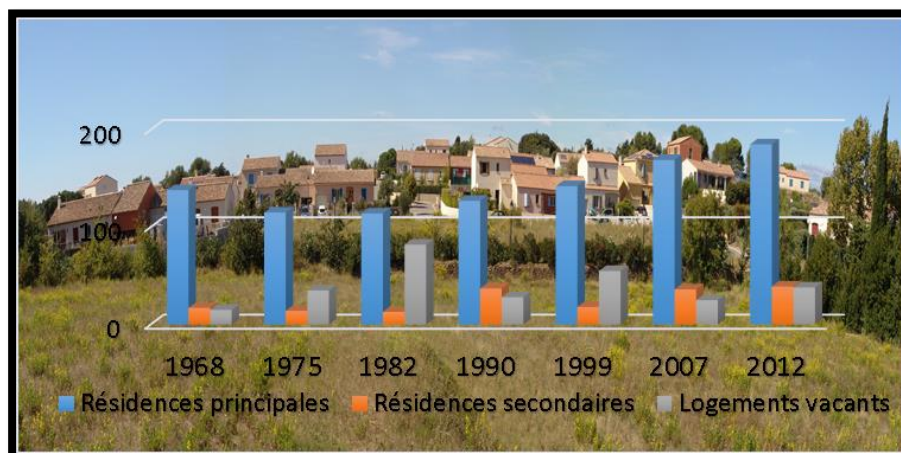 200
100
0
1968 1975 1982 1990 1999 2007 2012
Résidences principales Résidences secondaires Logements vacants